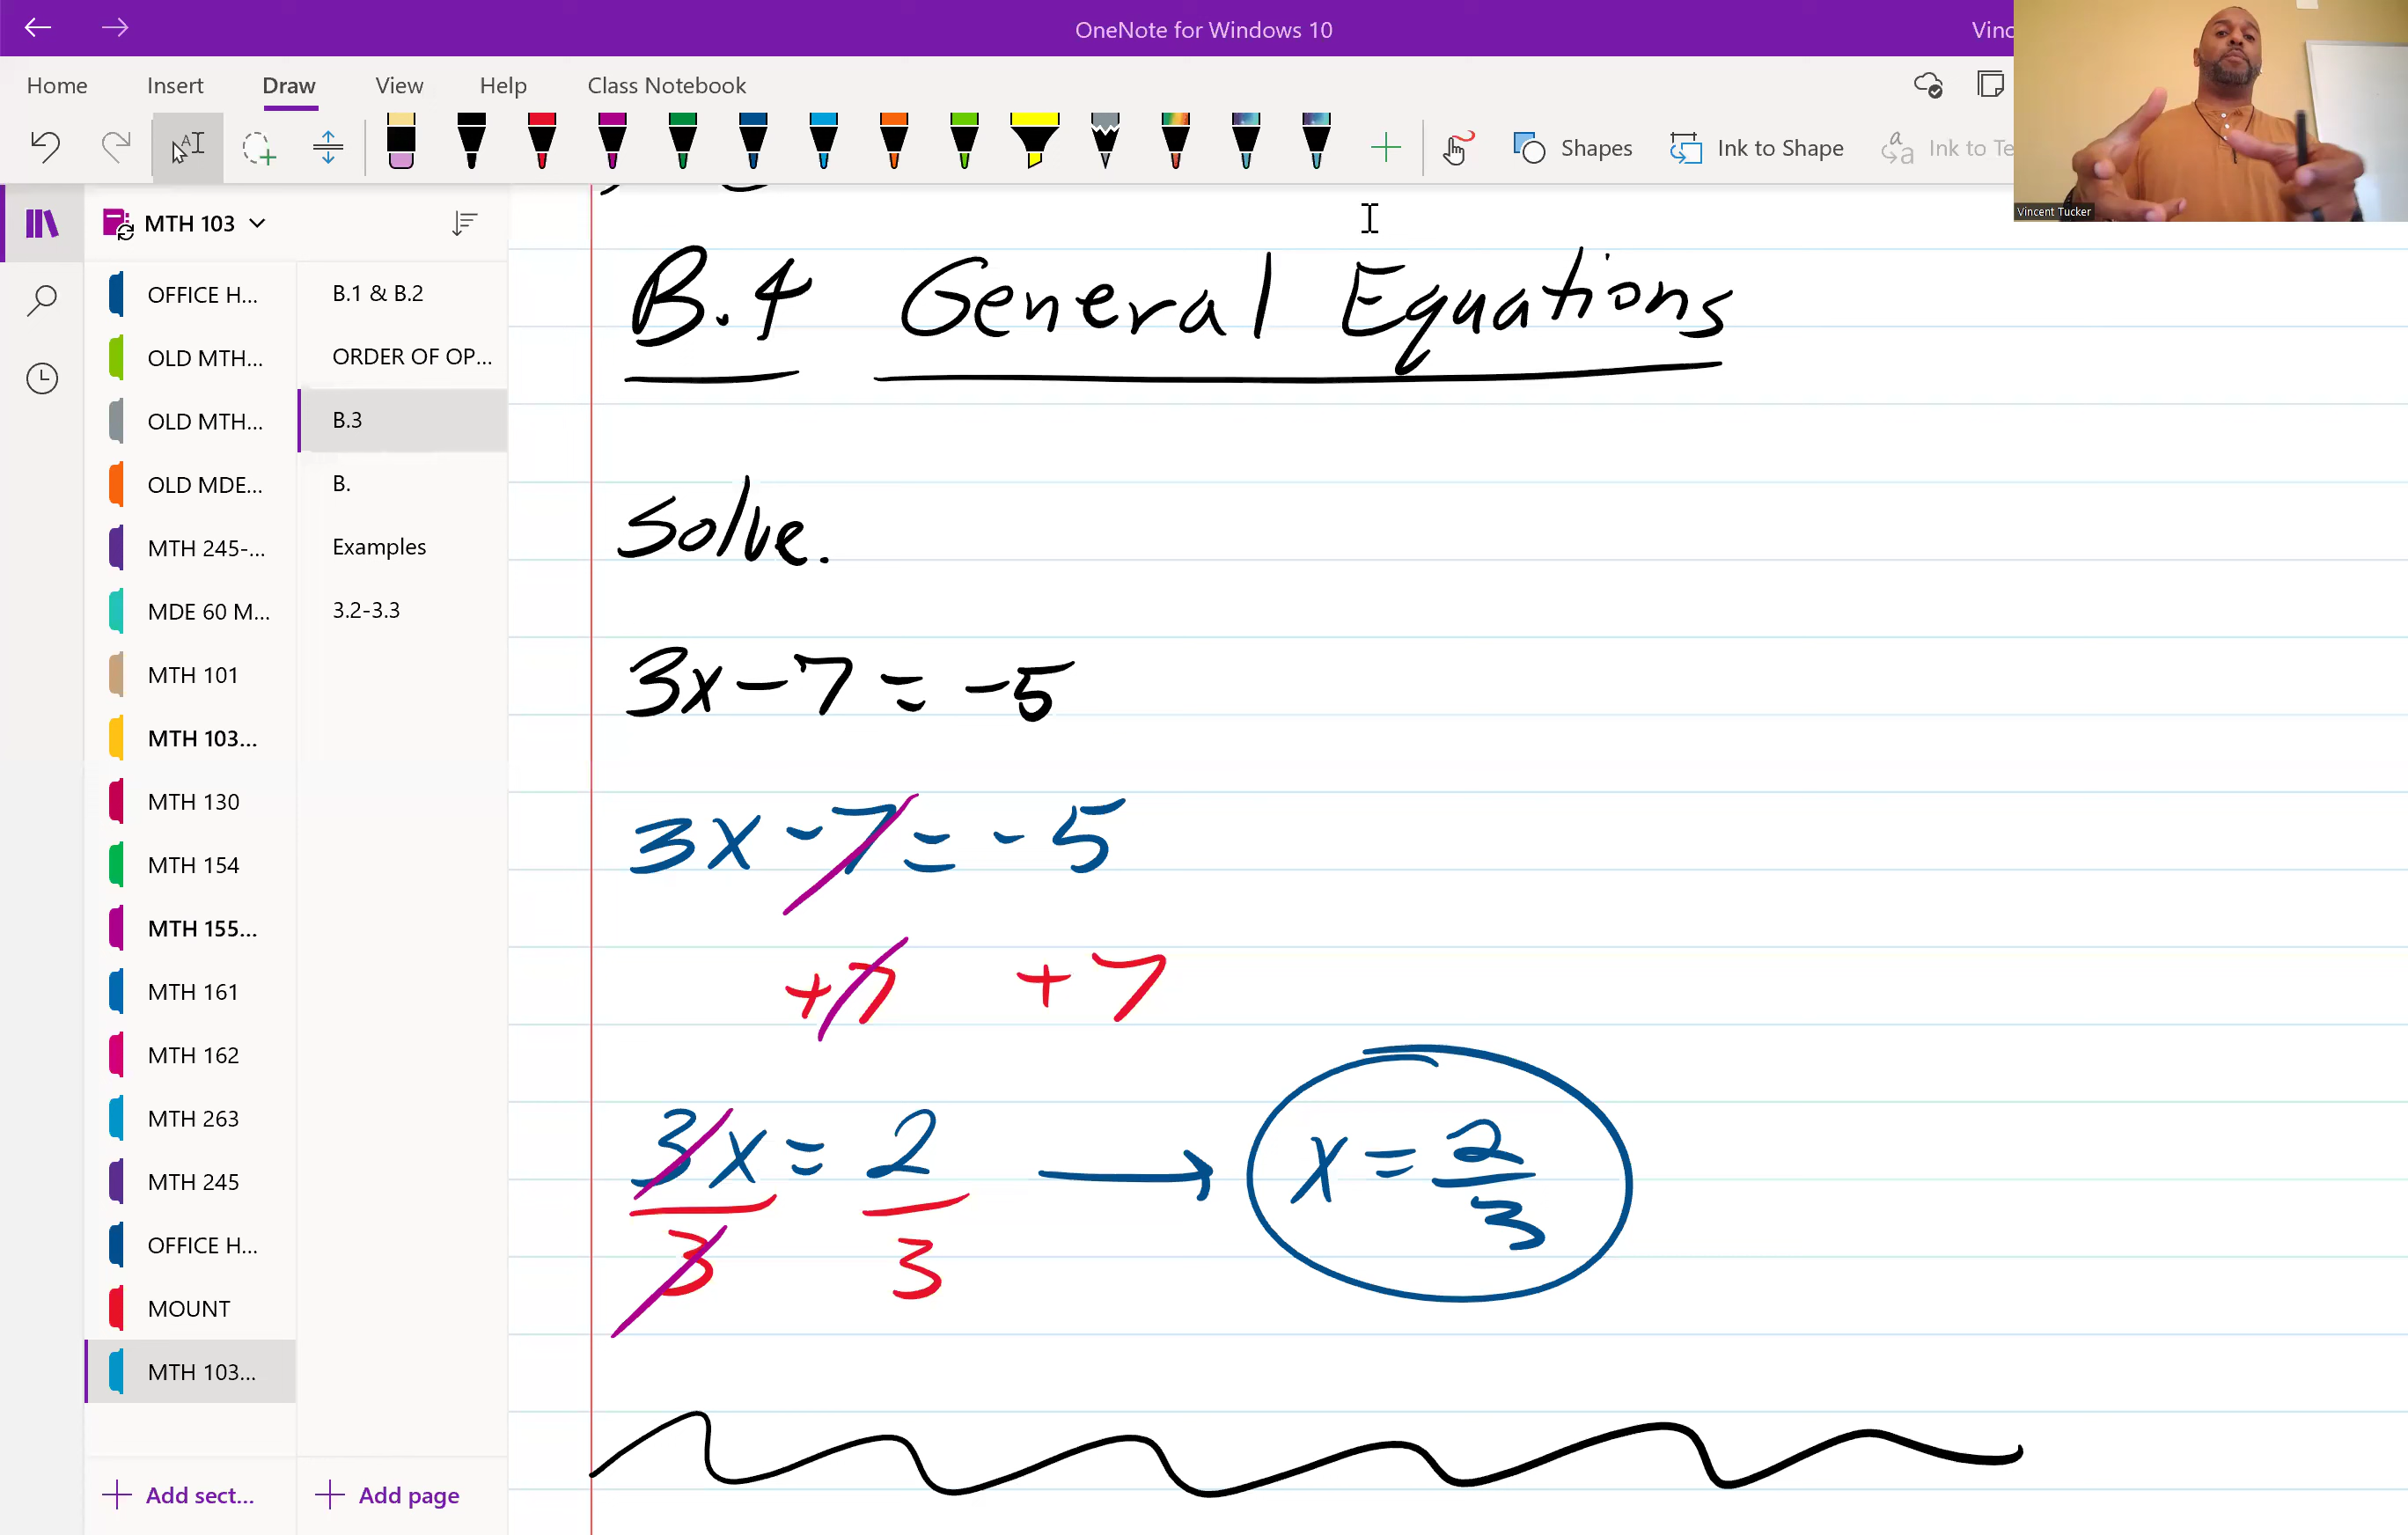 OneNote for Windows 10
Vinc
Home Insert Draw View Help Class Notebook
Shapes Ink to Shape Ink to Te
Vincent Tucker
MTH 103
OFFICE H...
OLD MTH...
OLD MTH...
OLD MDE...
MTH 245-...
MDE 60 M...
MTH 101
MTH 103...
MTH 130
MTH 154
MTH 155...
MTH 161
MTH 162
MTH 263
MTH 245
OFFICE H...
MOUNT
MTH 103...
Add sect...
B.1 & B.2
ORDER OF OP...
B.3
B.
Examples
3.2-3.3
Add page
B.4 General Equations
Solve.
3x-7=-5
3x-7=-5
+7 +7
3x = 2 → x = 2
3 3 3